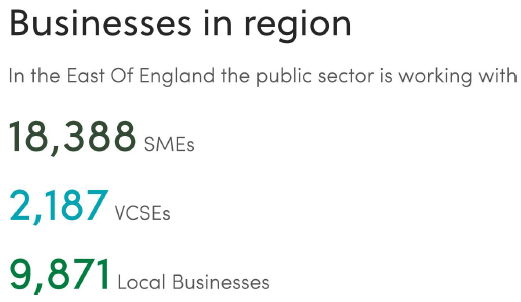 Businesses in region
In the East Of England the public sector is working with
18,388 SMEs
2,187 VCSEs
9,871 Local Businesses